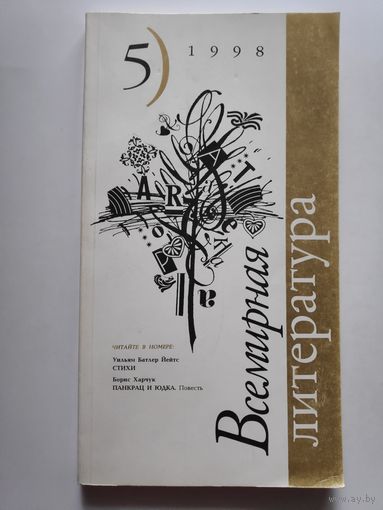 5) 1998
Всемирная
литература
ЧИТАЙТЕ В НОМЕРЕ:
Уильям Батлер Йейтс
СТИХИ
Борис Харчук
ПАНКРАЦ И ЮДКА. Повесть
www.ay.by